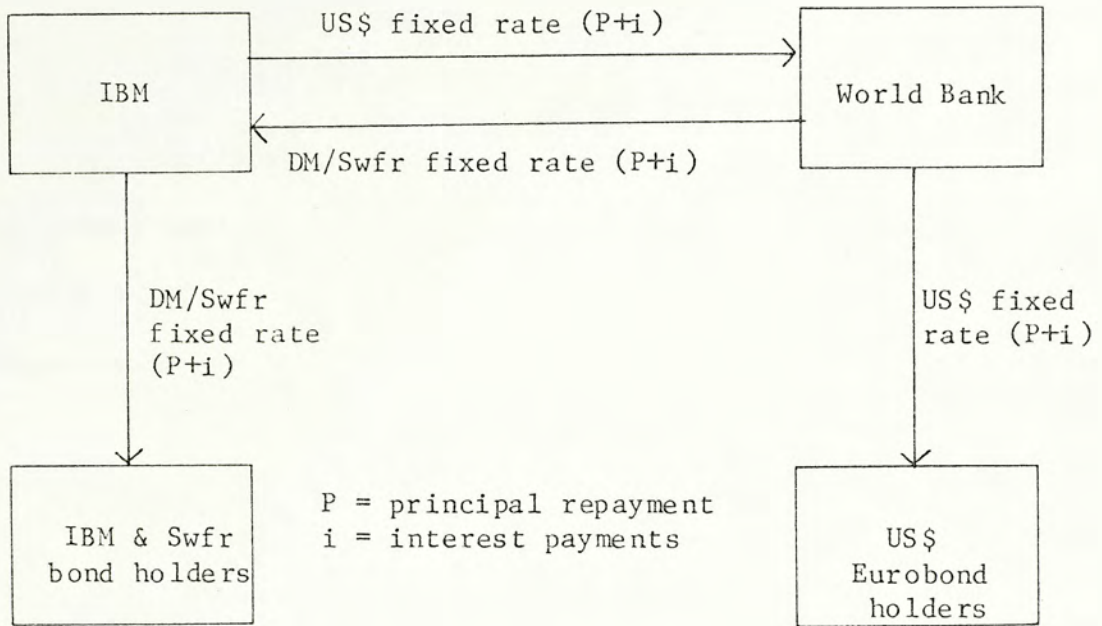 US$ fixed rate (P+i)
IBM
World Bank
DM/Swfr fixed rate (P+i)
DM/Swfr
fixed rate
(P+i)
US$ fixed
rate (P+i)
P = principal repayment
i = interest payments
IBM & Swfr
bond holders
US$
Eurobond
holders